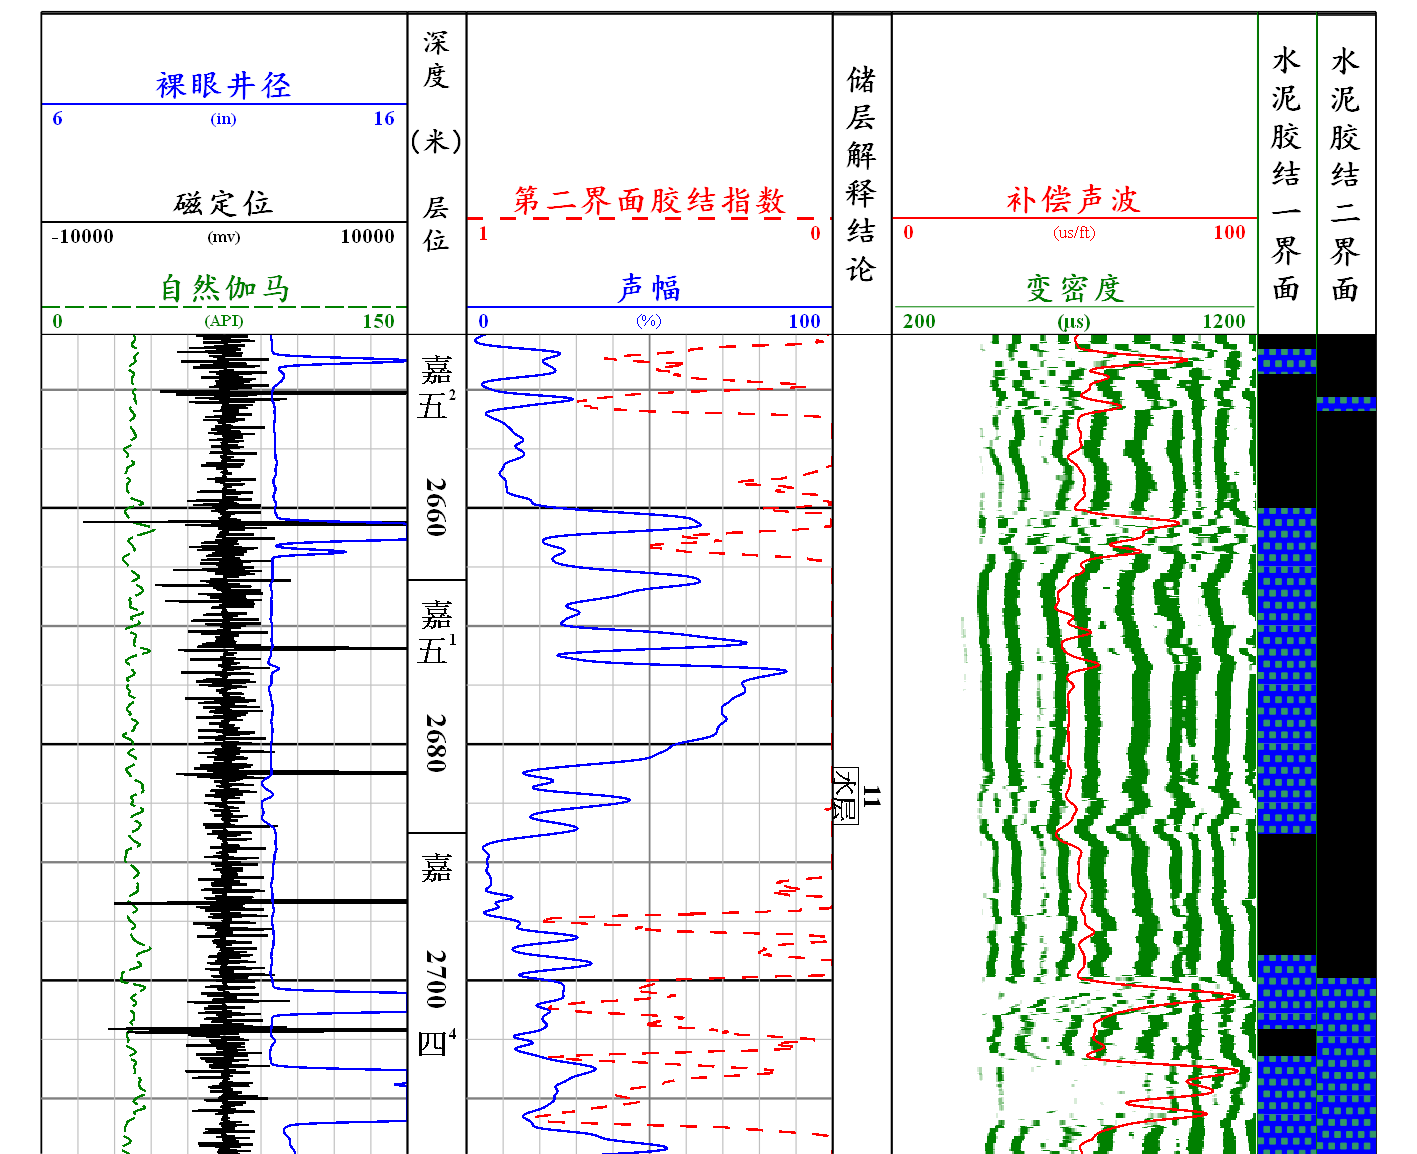 裸眼井径
6 (in) 16
磁定位
-10000 (mv) 10000
自然伽马
0 (API) 150
深度
(米)
层位
第二界面胶结指数
1 0
声幅
0 (%) 100
储层解释结论
补偿声波
0 (us/ft) 100
变密度
200 (μs) 1200
水泥胶结一界面
水泥胶结二界面
嘉
五²
2660
嘉
五¹
2680
11
水层
嘉
2700
四⁴